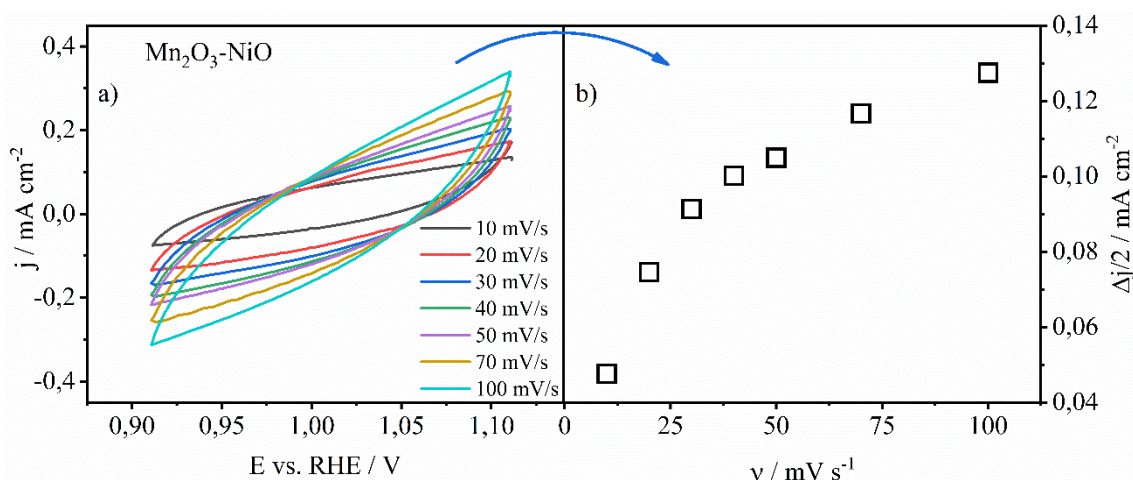 Mn₂O₃-NiO
a)
j / mA cm⁻²
0,4
0,2
0,0
-0,2
-0,4
10 mV/s
20 mV/s
30 mV/s
40 mV/s
50 mV/s
70 mV/s
100 mV/s
0,90
0,95
1,00
1,05
1,10
E vs. RHE / V
b)
0,14
0,12
0,10
0,08
0,06
0,04
Δj/2 / mA cm⁻²
0
25
50
75
100
ν / mV s⁻¹